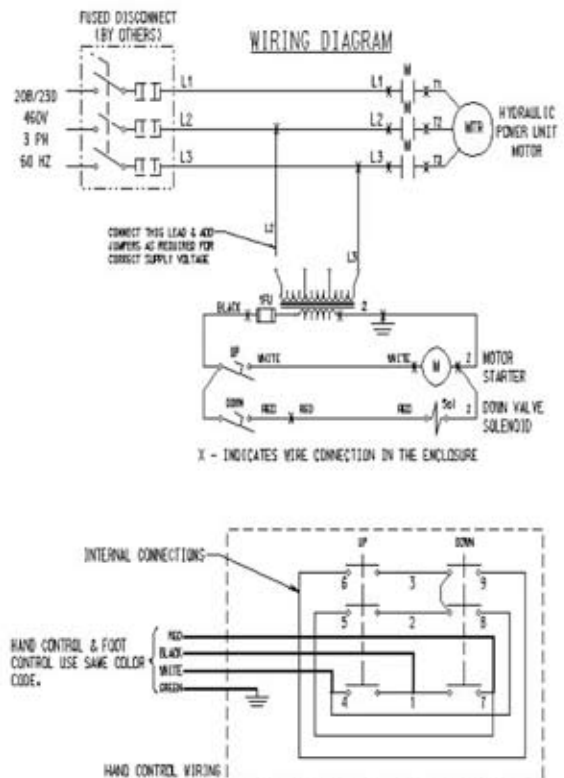 FUSED DISCONNECT
(BY OTHERS)
WIRING DIAGRAM
208/230
460V
3 PH
60 HZ
L1
L1
M
T1
L2
L2
M
T2
L3
L3
M
T3
MTR
HYDRAULIC
POWER UNIT
MOTOR
CONNECT THIS LEAD & ADD
JUMPERS AS REQUIRED FOR
CORRECT SUPPLY VOLTAGE
L2
L3
BLACK
1FU
2
UP
WHITE
WHITE
M
2
MOTOR
STARTER
DOWN
RED
RED
RED
Sol
2
DOWN VALVE
SOLENOID
X - INDICATES WIRE CONNECTION IN THE ENCLOSURE
INTERNAL CONNECTIONS
UP
DOWN
6
3
9
5
2
8
HAND CONTROL & FOOT
CONTROL USE SAME COLOR
CODE.
RED
BLACK
WHITE
GREEN
4
1
7
HAND CONTROL WIRING